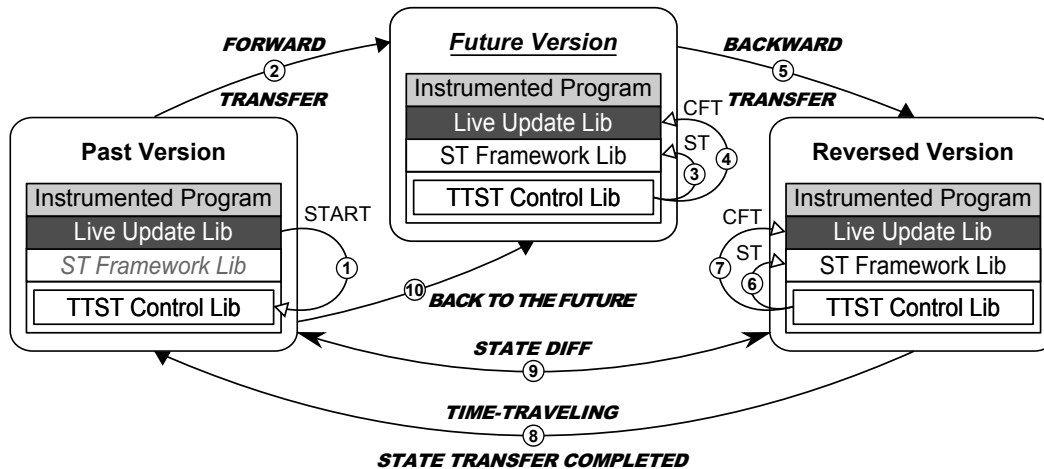 FORWARD
2
TRANSFER
Future Version
Instrumented Program
Live Update Lib
ST Framework Lib
TTST Control Lib
CFT
ST
3
4
BACKWARD
5
TRANSFER
Past Version
Instrumented Program
Live Update Lib
ST Framework Lib
TTST Control Lib
START
1
Reversed Version
Instrumented Program
Live Update Lib
ST Framework Lib
TTST Control Lib
CFT
ST
7
6
10
BACK TO THE FUTURE
STATE DIFF
9
TIME-TRAVELING
8
STATE TRANSFER COMPLETED